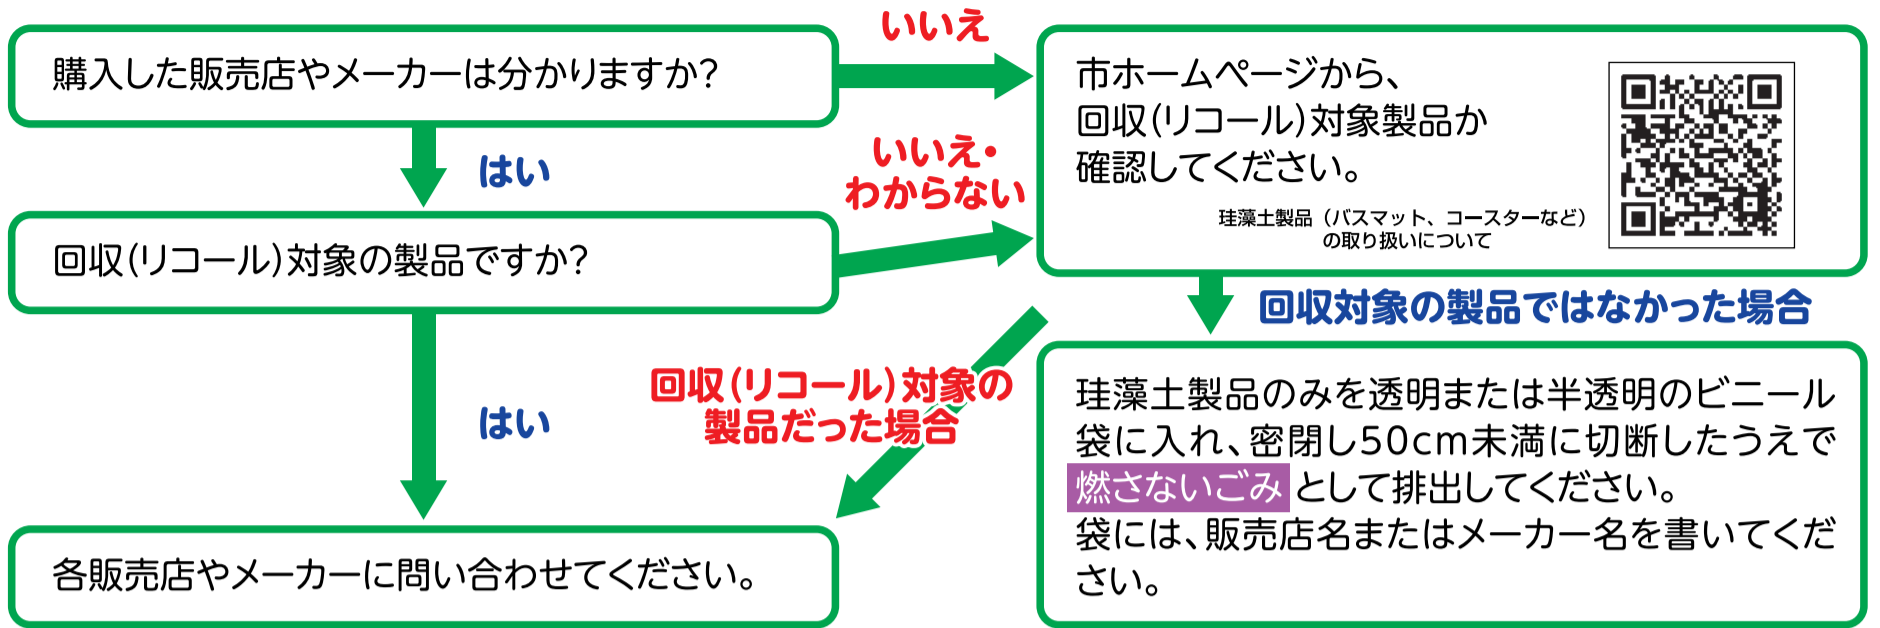 購入した販売店やメーカーは分かりますか?
いいえ
はい
回収(リコール)対象の製品ですか?
いいえ・
わからない
市ホームページから、
回収(リコール)対象製品か
確認してください。
珪藻土製品(バスマット、コースターなど)
の取り扱いについて
はい
回収(リコール)対象の
製品だった場合
回収対象の製品ではなかった場合
各販売店やメーカーに問い合わせてください。
珪藻土製品のみを透明または半透明のビニール
袋に入れ、密閉し50cm未満に切断したうえで
燃さないごみとして排出してください。
袋には、販売店名またはメーカー名を書いてくだ
さい。